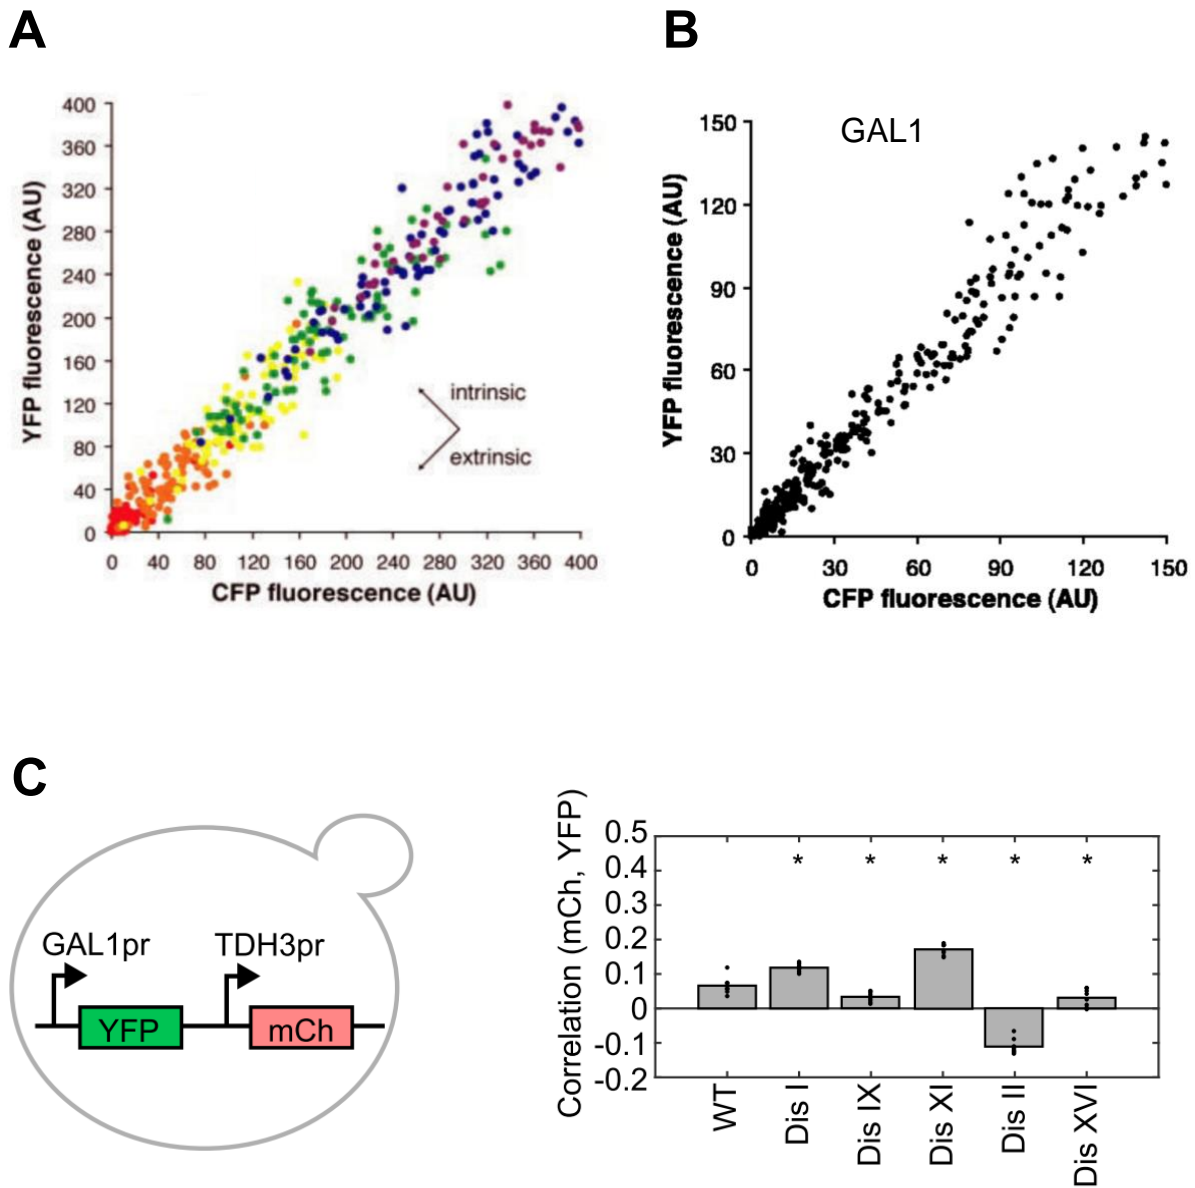 A
B
400
360
320
280
240
200
160
120
80
40
0
YFP fluorescence (AU)
intrinsic
extrinsic
0 40 80 120 160 200 240 280 320 360 400
CFP fluorescence (AU)
GAL1
150
120
90
60
30
0
YFP fluorescence (AU)
0 30 60 90 120 150
CFP fluorescence (AU)
C
GAL1pr TDH3pr
YFP mCh
Correlation (mCh, YFP)
0.5
0.4
0.3
0.2
0.1
0
-0.1
-0.2
* * * * *
WT
Dis I
Dis IX
Dis XI
Dis III
Dis XVI